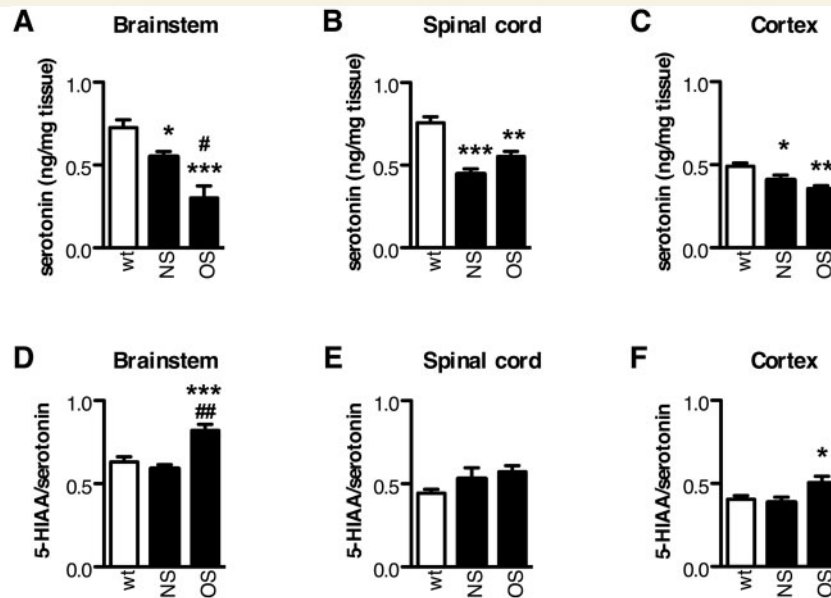 A Brainstem
serotonin (ng/mg tissue)
1.0
0.5
0.0
*
#
***
wt NS OS
B Spinal cord
serotonin (ng/mg tissue)
1.0
0.5
0.0
***
**
wt NS OS
C Cortex
serotonin (ng/mg tissue)
1.0
0.5
0.0
*
**
wt NS OS
D Brainstem
5-HIAA/serotonin
1.0
0.5
0.0
***
##
wt NS OS
E Spinal cord
5-HIAA/serotonin
1.0
0.5
0.0
wt NS OS
F Cortex
5-HIAA/serotonin
1.0
0.5
0.0
*
wt NS OS